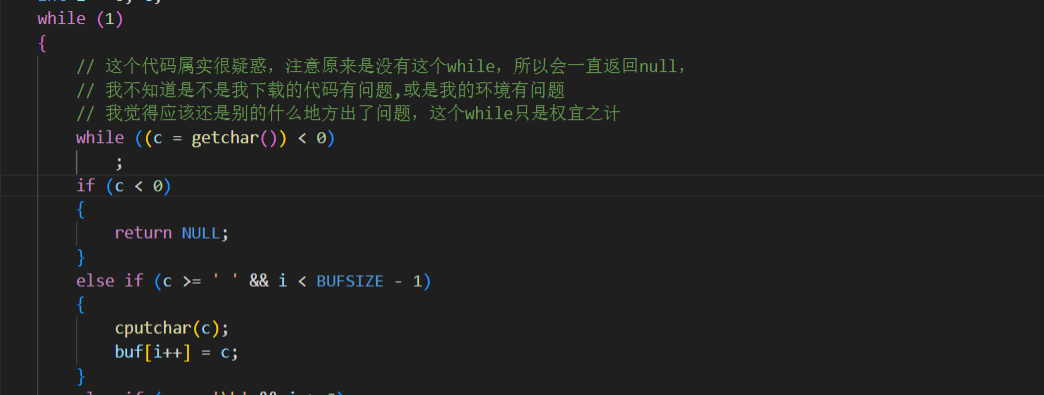 while (1)
{
// 这个代码属实很疑惑，注意原来是没有这个while，所以会一直返回null，
// 我不知道是不是我下载的代码有问题,或是我的环境有问题
// 我觉得应该还是别的什么地方出了问题，这个while只是权宜之计
while ((c = getchar()) < 0)
;
if (c < 0)
{
return NULL;
}
else if (c >= ' ' && i < BUFSIZE - 1)
{
cputchar(c);
buf[i++] = c;
}